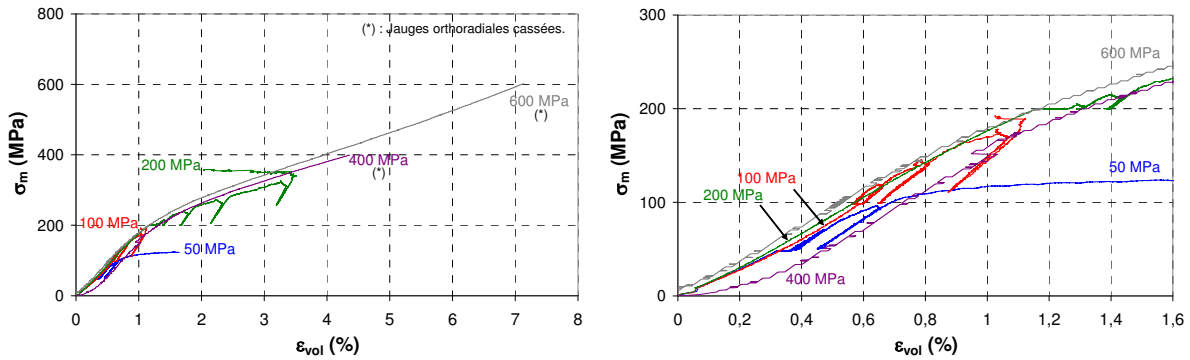 800
600
400
200
0
σm (MPa)
(*) : Jauges orthoradiales cassées.
600 MPa
(*)
200 MPa
400 MPa
(*)
100 MPa
50 MPa
0 1 2 3 4 5 6 7 8
εvol (%)
300
200
100
0
σm (MPa)
600 MPa
50 MPa
100 MPa
200 MPa
400 MPa
0 0,2 0,4 0,6 0,8 1 1,2 1,4 1,6
εvol (%)